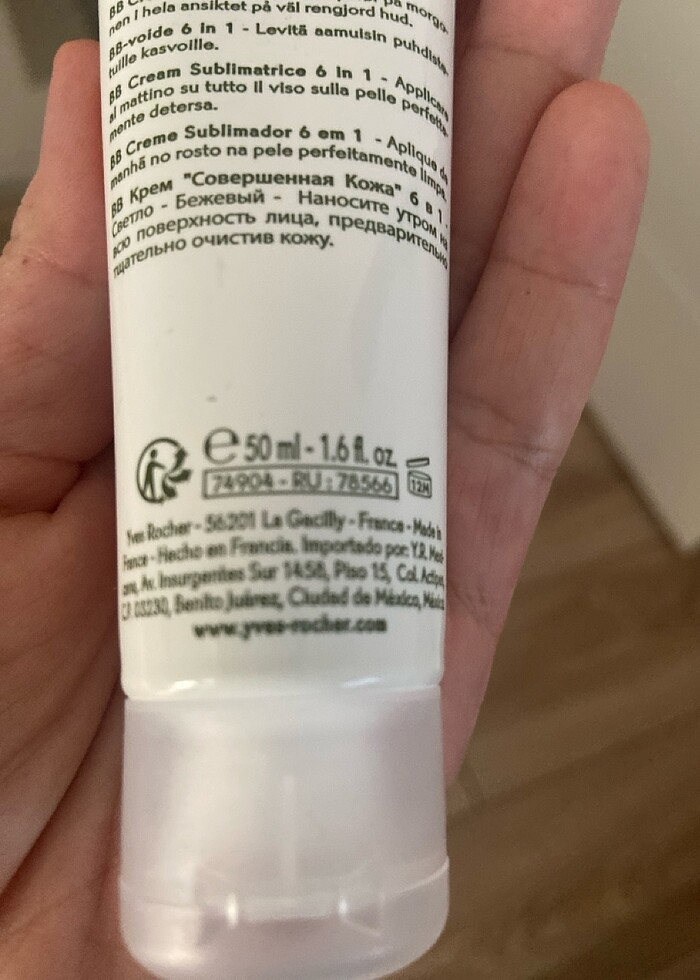 BB
på morgo-
nen i hela ansiktet på väl rengjord hud.
BB-voide 6 in 1 - Levitä aamuisin puhdiste-
tuille kasvoille.
BB Cream Sublimatrice 6 in 1 - Applicare
al mattino su tutto il viso sulla pelle perfetta-
mente detersa.
BB Creme Sublimador 6 em 1 - Aplique de
manhã no rosto na pele perfeitamente limpa.
BB Крем "Совершенная Кожа" 6 в 1.
Светло - Бежевый - Наносите утром на
всю поверхность лица, предварительно
тщательно очистив кожу.
e 50 ml - 1.6 fl. oz
74904 - RU : 78566
12M
Yves Rocher - 56201 La Gacilly - France - Made in
France - Hecho en Francia. Importado por: Y.R.
Av. Insurgentes Sur 1458, Piso 15, Col.
03230, Benito Juárez, Ciudad de México, México
www.yves-rocher.com